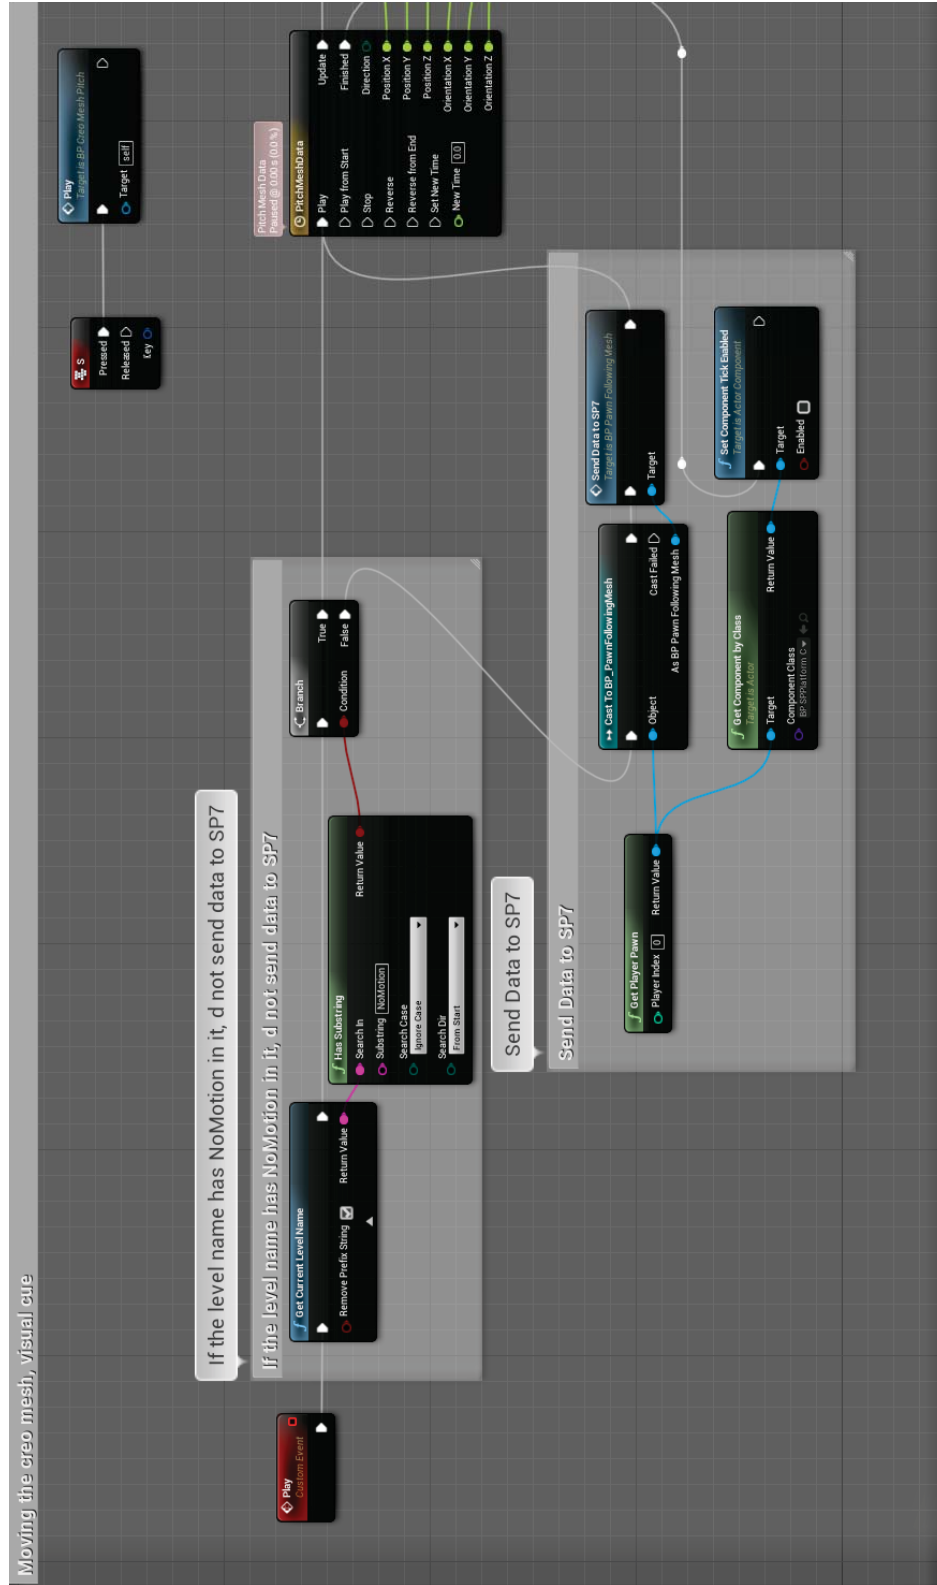 Moving the creo mesh, visual cue
S
Pressed
Released
Key
Play
Target is BP Creo Mesh Pitch
Target self
If the level name has NoMotion in it, d not send data to SP7
If the level name has NoMotion in it, d not send data to SP7
Play
Custom Event
Get Current Level Name
Remove Prefix String
Return Value
Has Substring
Search In
Return Value
Substring NoMotion
Search Case
Ignore Case
Search Dir
From Start
Branch
True
Condition
False
Pitch Mesh Data
Paused @ 0.00 s (0.0 %)
PitchMeshData
Play
Update
Play from Start
Finished
Stop
Direction
Reverse
Position X
Reverse from End
Position Y
Set New Time
Position Z
New Time 0.0
Orientation X
Orientation Y
Orientation Z
Send Data to SP7
Send Data to SP7
Get Player Pawn
Player Index 0
Return Value
Cast To BP_PawnFollowingMesh
Object
Cast Failed
As BP Pawn Following Mesh
Send Data to SP7
Target is BP Pawn Following Mesh
Target
Get Component by Class
Target is Actor
Target
Return Value
Component Class
BP SPPlatform C
Set Component Tick Enabled
Target is Actor Component
Target
Enabled